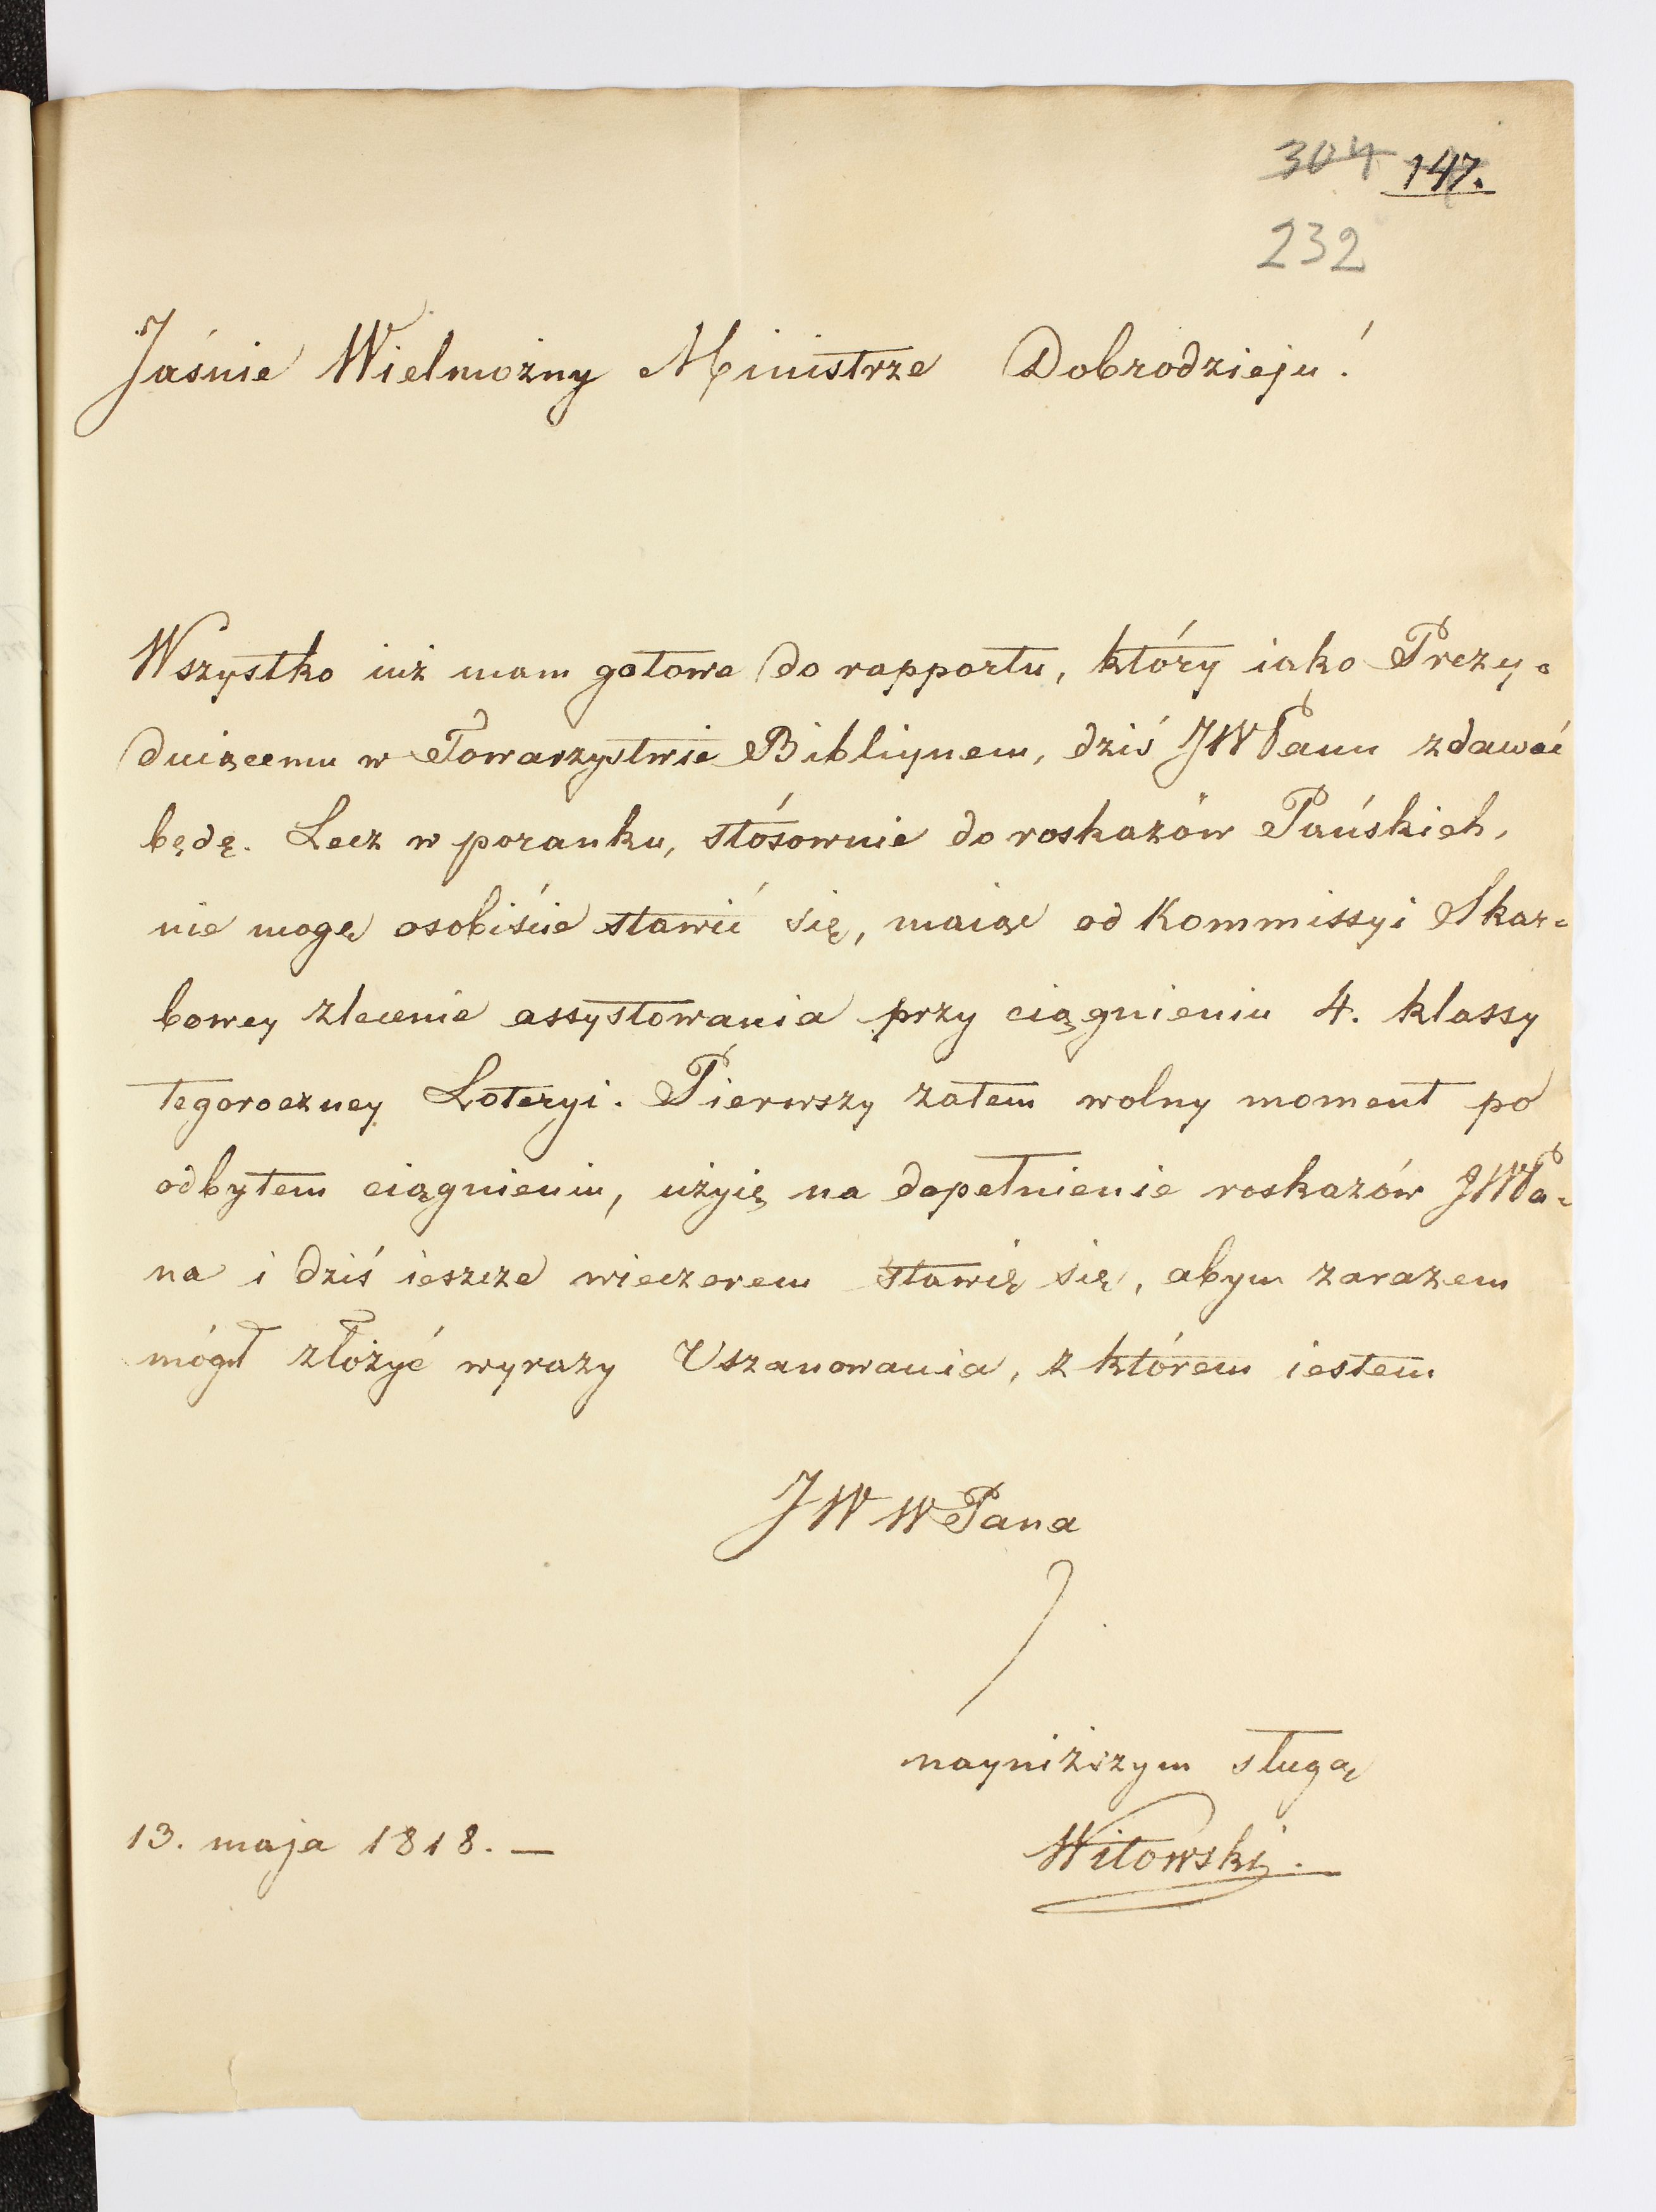 304 147.
232
Jaśnie Wielmożny Ministrze Dobrodzieju!
Wszystko iuż mam gotowe do rapportu, który iako Prezy=
duiącemu w Towarzystwie Bibliynem, dziś JWPanu zdawać
będę. Lecz w poranku, stósownie do roskazów Pańskich,
nie mogę osobiście stawić się, maiąc od Kommissyi Skar=
bowey zlecenie assystowania przy ciągnieniu 4. klassy
tegoroczney Loteryi. Pierwszy zatem wolny moment po
odbytem ciągnieniu, użyię na dopełnienie roskazów JWPa=
na i dziś ieszcze wieczorem stawię się, abym zarazem
mógł złożyć wyrazy Uszanowania, z którem iestem
JWWPana
nayniższym sługą
13. maja 1818. —
Witowski.